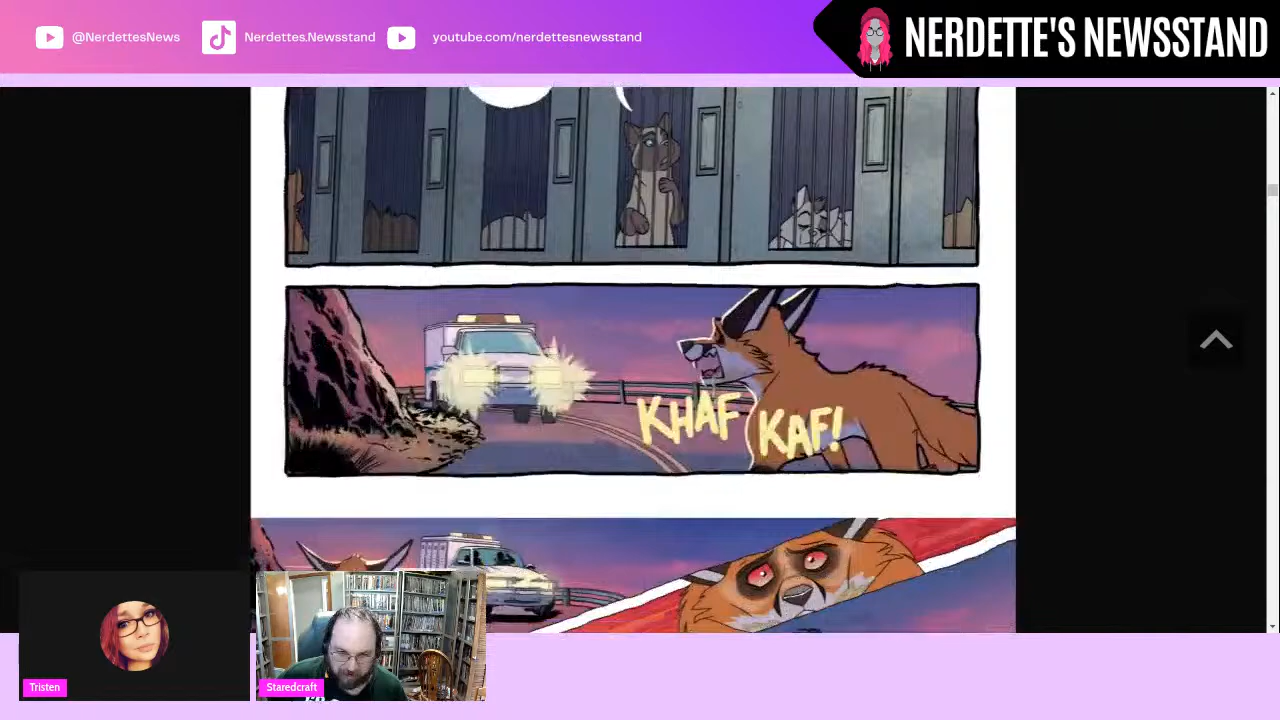 @NerdettesNews
Nerdettes.Newsstand
youtube.com/nerdettesnewsstand
NERDETTE'S NEWSSTAND
KHAF
KAF!
Tristen
Staredcraft